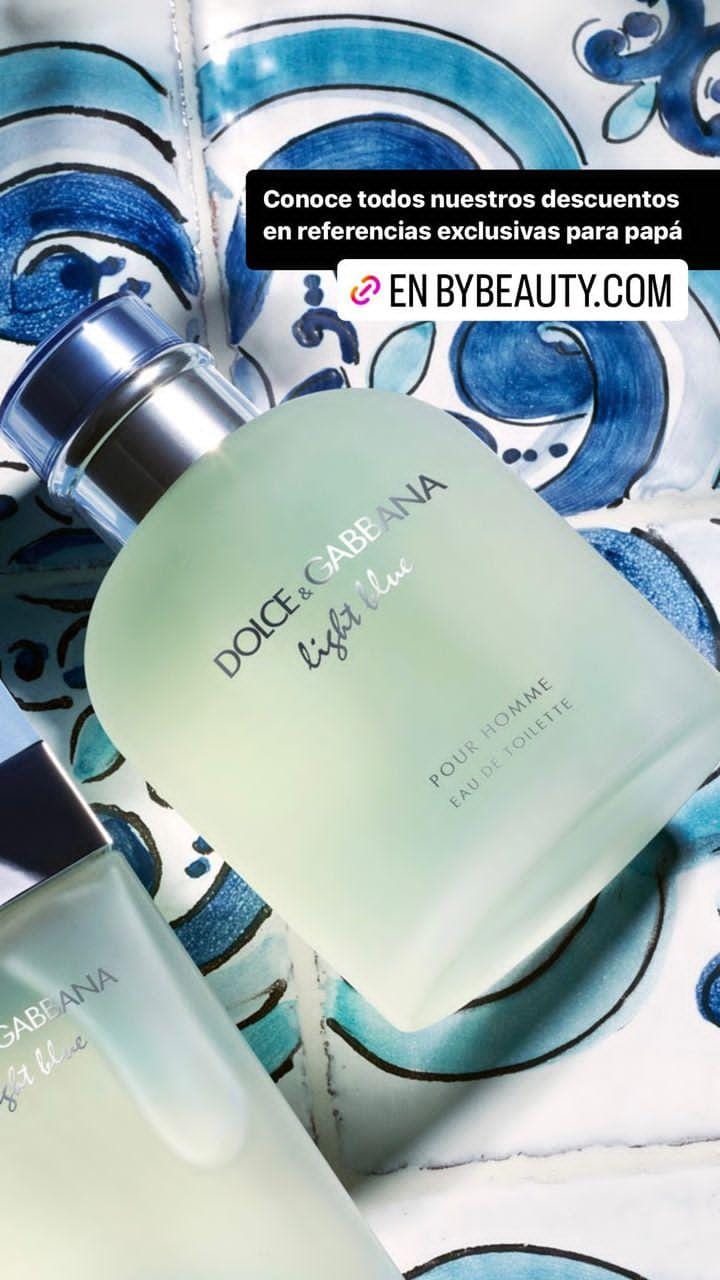 Conoce todos nuestros descuentos
en referencias exclusivas para papá
EN BYBEAUTY.COM
DOLCE & GABBANA
light blue
POUR HOMME
EAU DE TOILETTE
GABBANA
light blue